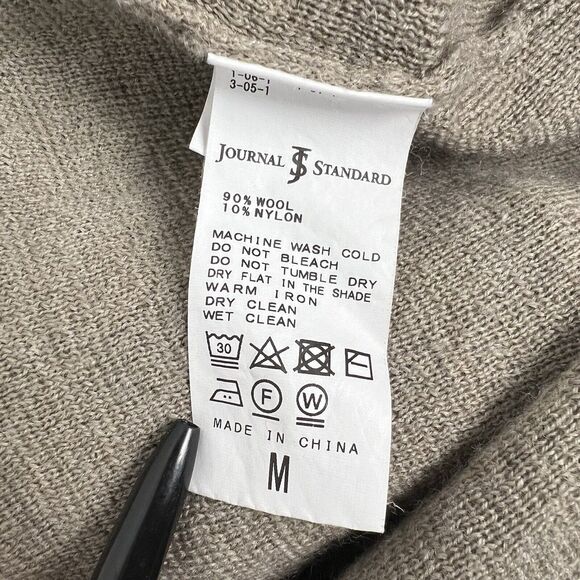 3-05-1
JOURNAL JS STANDARD
90% WOOL
10% NYLON
MACHINE WASH COLD
DO NOT BLEACH
DO NOT TUMBLE DRY
DRY FLAT IN THE SHADE
WARM IRON
DRY CLEAN
WET CLEAN
30
F W
MADE IN CHINA
M